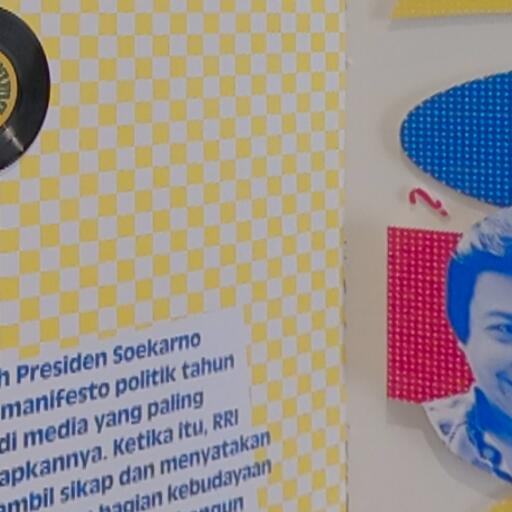 h Presiden Soekarno
manifesto politik tahun
di media yang paling
apkannya. Ketika itu, RRI
ambil sikap dan menyatakan
bagian kebudayaan